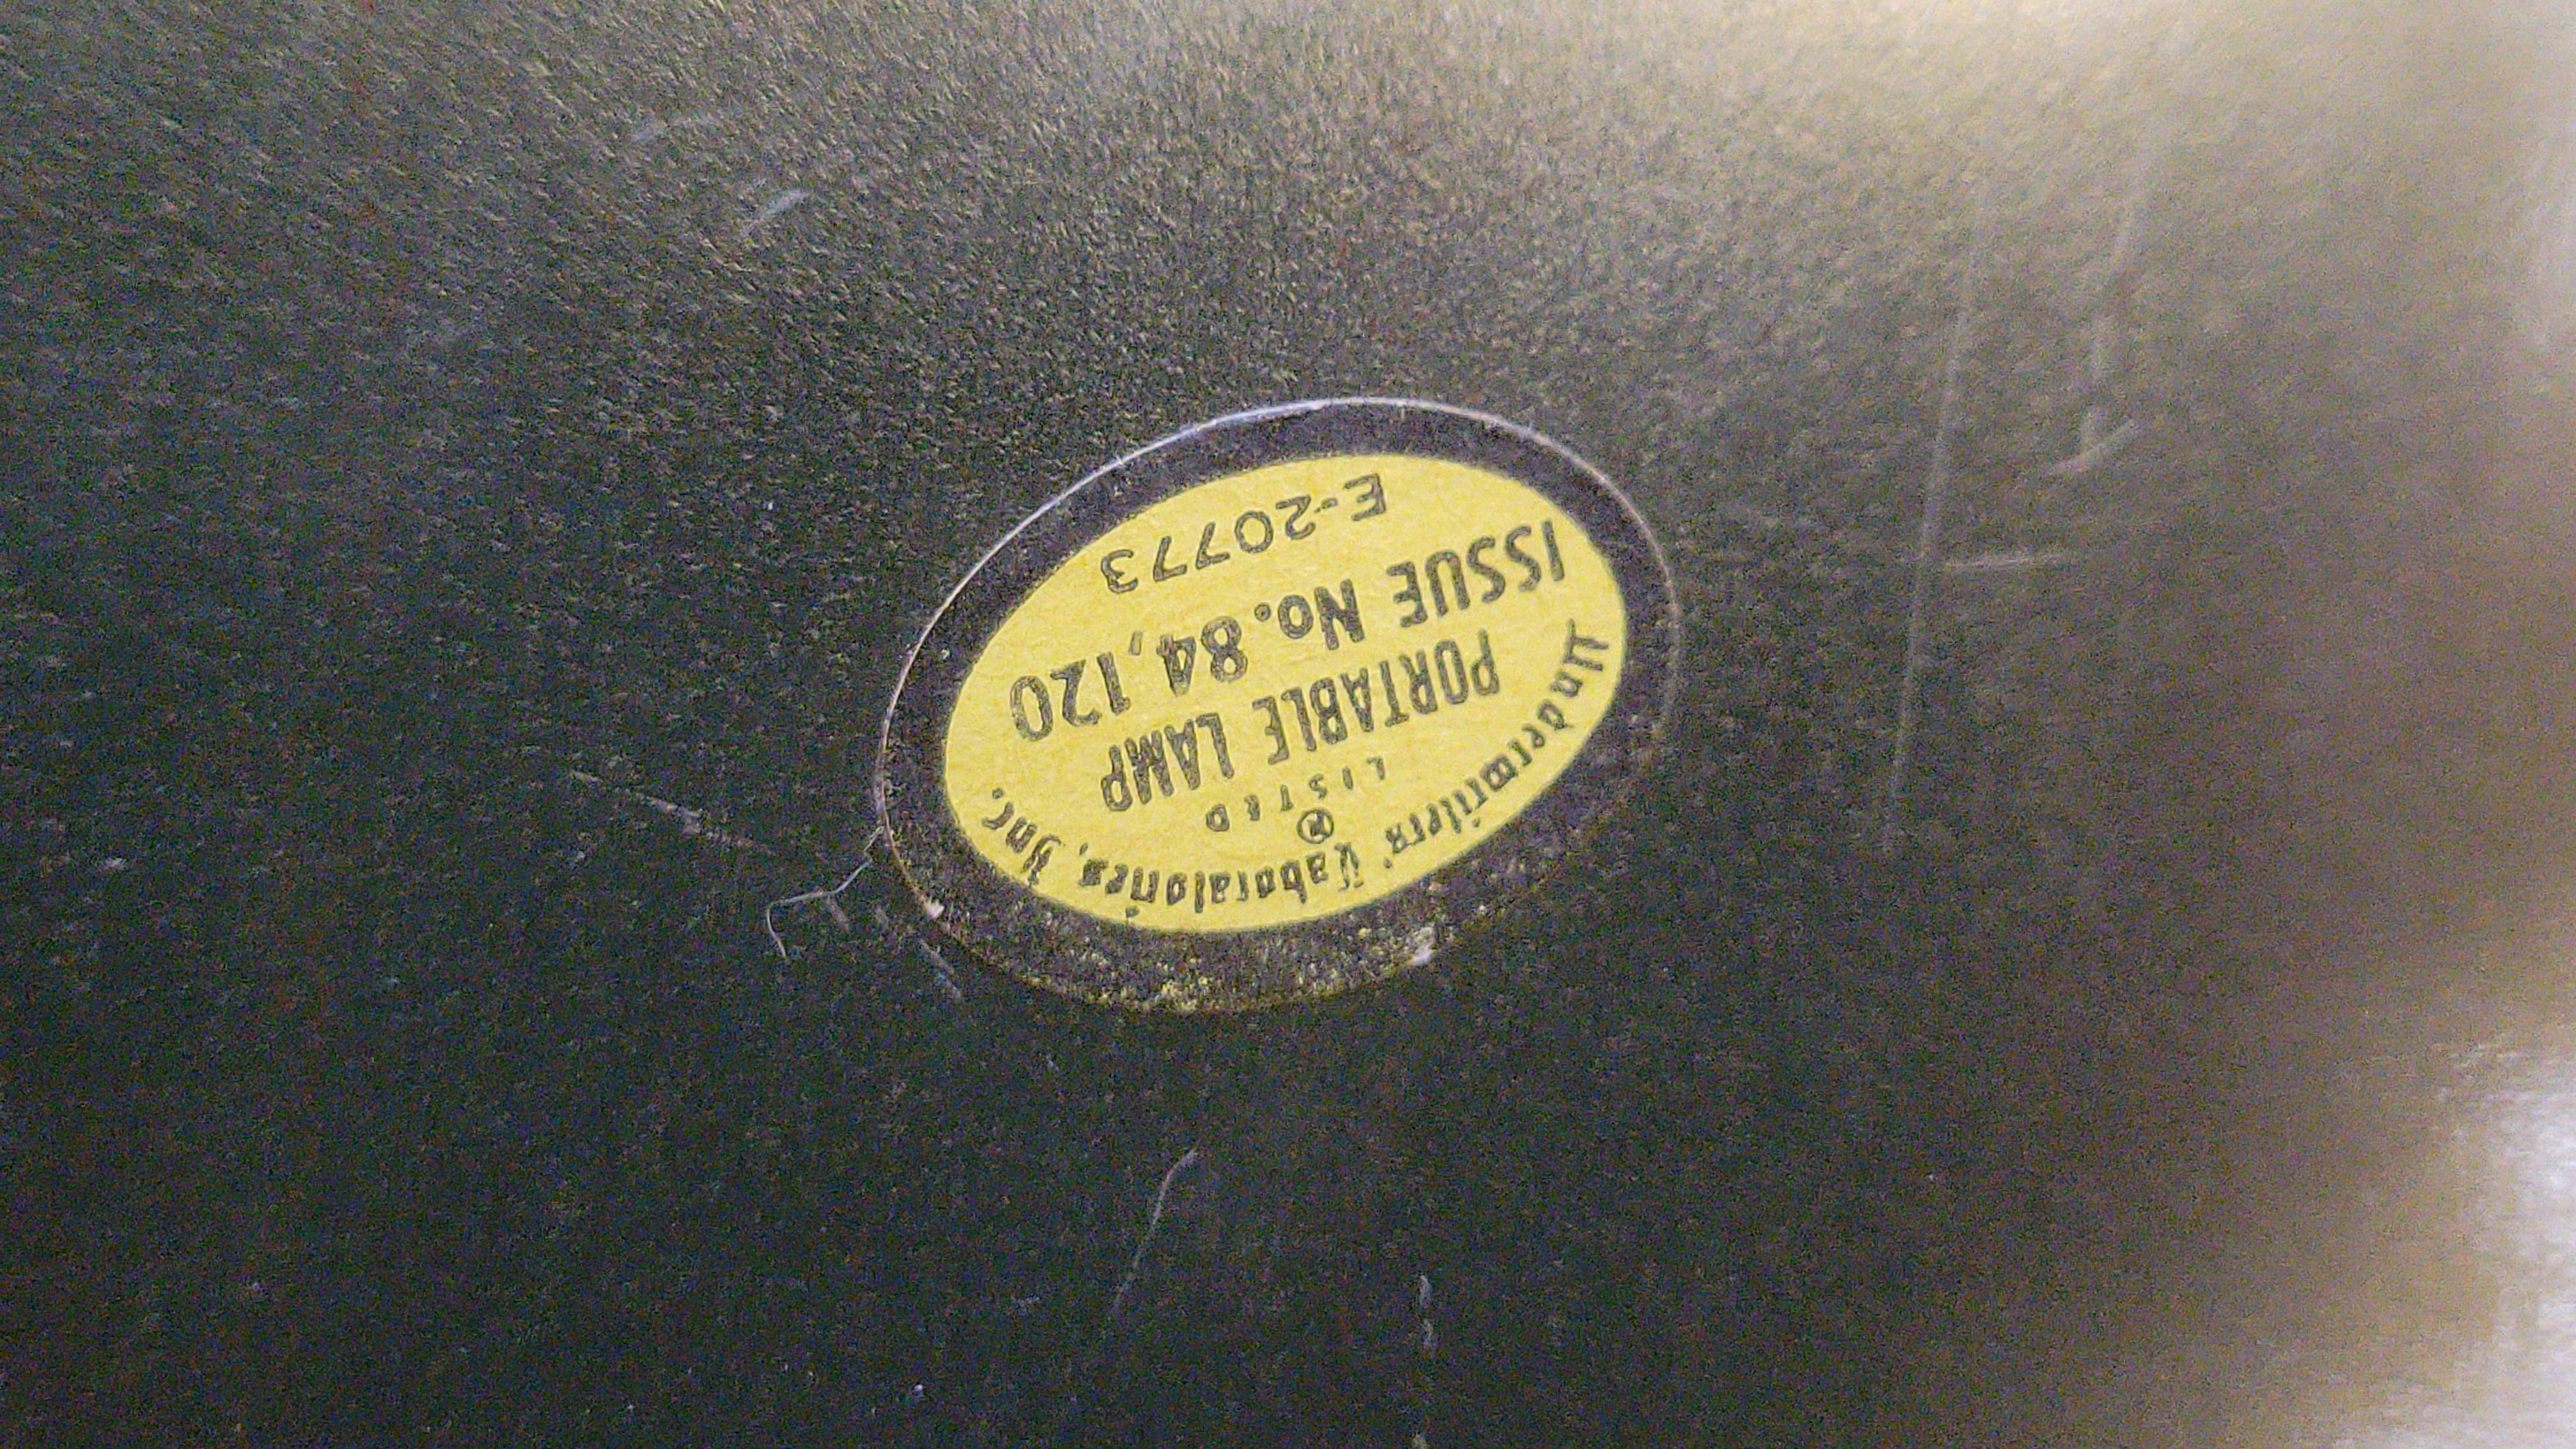 Underwriters' Laboratories, Inc.
®
LISTED
PORTABLE LAMP
ISSUE No. 84,120
E-20773